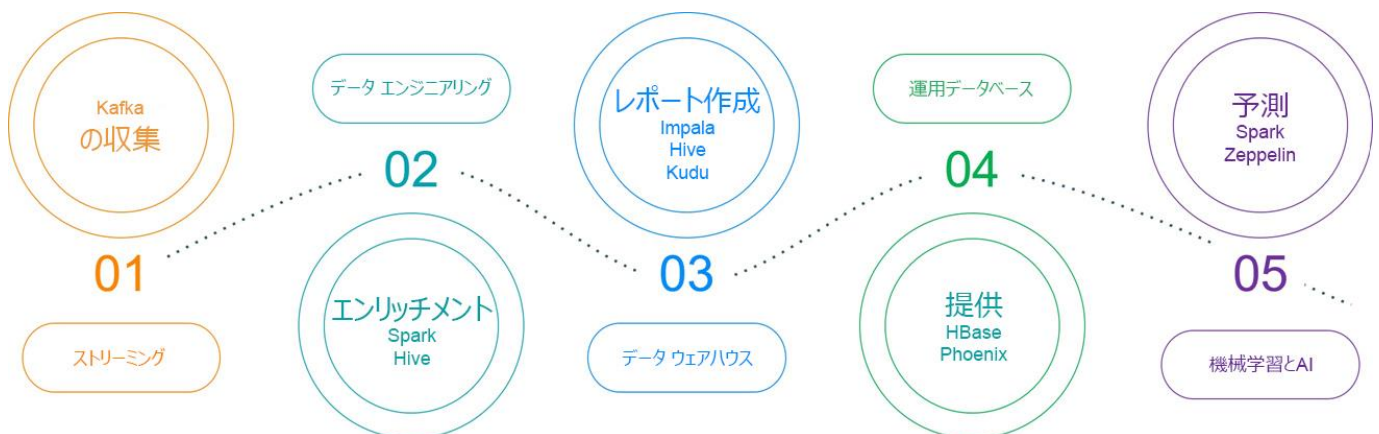 Kafka
の収集
01
ストリーミング
データ エンジニアリング
02
エンリッチメント
Spark
Hive
レポート作成
Impala
Hive
Kudu
03
データ ウェアハウス
運用データベース
04
提供
HBase
Phoenix
予測
Spark
Zeppelin
05
機械学習とAI